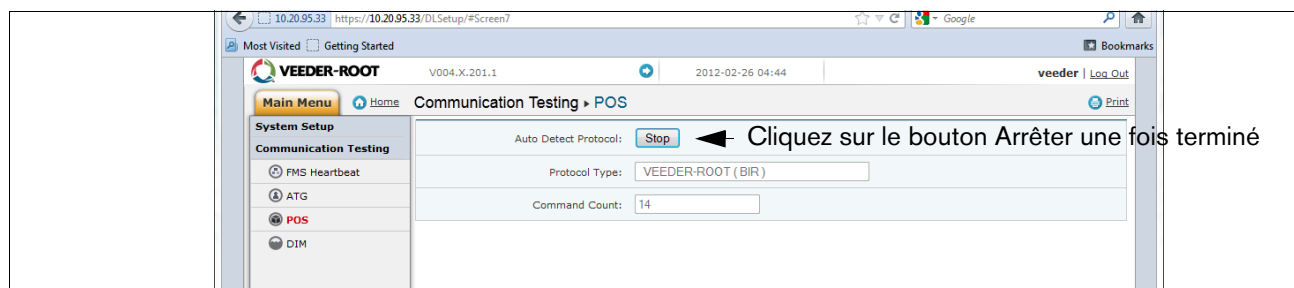 10.20.95.33 https://10.20.95.33/DLSetup/#Screen7 Google
Most Visited Getting Started Bookmarks
VEEDER-ROOT V004.X.201.1 2012-02-26 04:44 veeder | Log Out
Main Menu Home Communication Testing ▸ POS Print
System Setup
Auto Detect Protocol: Stop Cliquez sur le bouton Arrêter une fois terminé
Communication Testing
FMS Heartbeat
Protocol Type: VEEDER-ROOT ( BIR )
ATG
Command Count: 14
POS
DIM